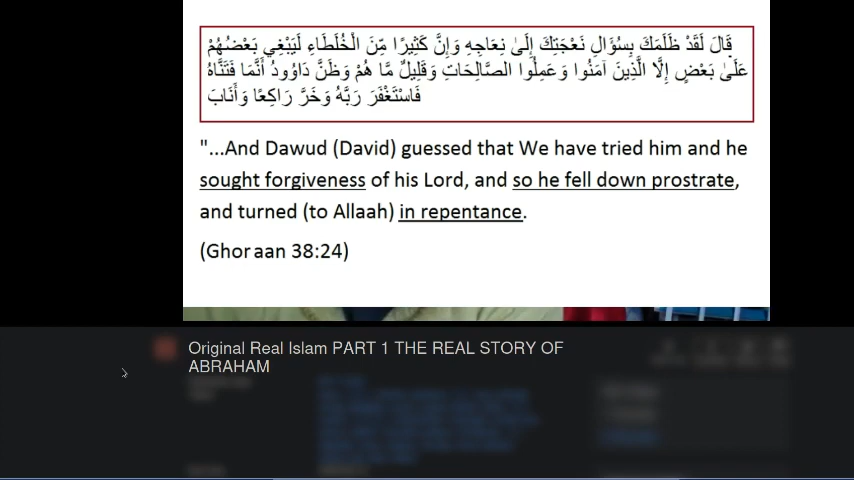 قَالَ لَقَدْ ظَلَمَكَ بِسُؤَالِ نَعْجَتِكَ إِلَىٰ نِعَاجِهِ وَإِنَّ كَثِيرًا مِّنَ الْخُلَطَاءِ لَيَبْغِي بَعْضُهُمْ
عَلَىٰ بَعْضٍ إِلَّا الَّذِينَ آمَنُوا وَعَمِلُوا الصَّالِحَاتِ وَقَلِيلٌ مَّا هُمْ وَظَنَّ دَاوُودُ أَنَّمَا فَتَنَّاهُ
فَاسْتَغْفَرَ رَبَّهُ وَخَرَّ رَاكِعًا وَأَنَابَ
"...And Dawud (David) guessed that We have tried him and he
sought forgiveness of his Lord, and so he fell down prostrate,
and turned (to Allaah) in repentance.
(Ghoraan 38:24)
Original Real Islam PART 1 THE REAL STORY OF
ABRAHAM